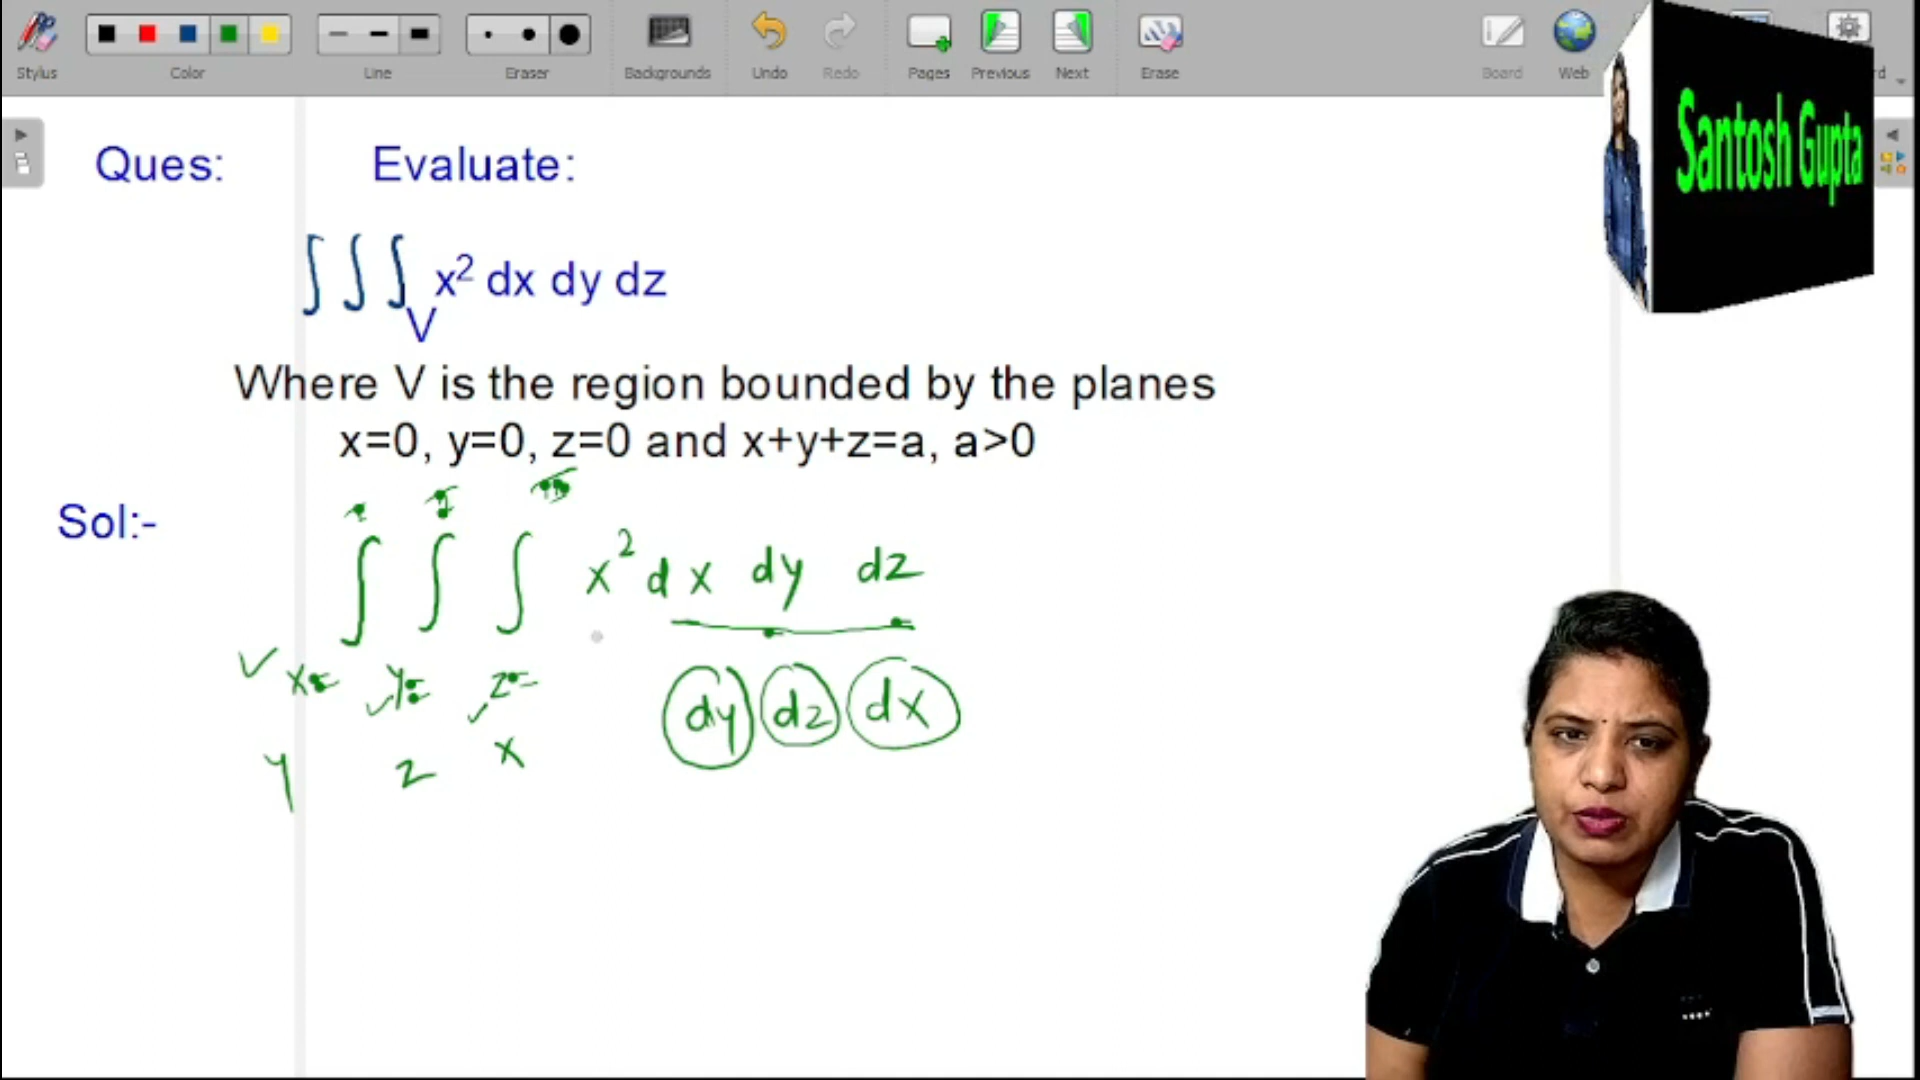 Stylus Color Line Eraser Backgrounds Undo Redo Pages Previous Next Erase Board Web
Santosh Gupta
Ques: Evaluate:
∫∫∫ x² dx dy dz
V
Where V is the region bounded by the planes
x=0, y=0, z=0 and x+y+z=a, a>0
Sol:-
∫ ∫ ∫ x² dx dy dz
x= y= z=
dy dz dx
y z x